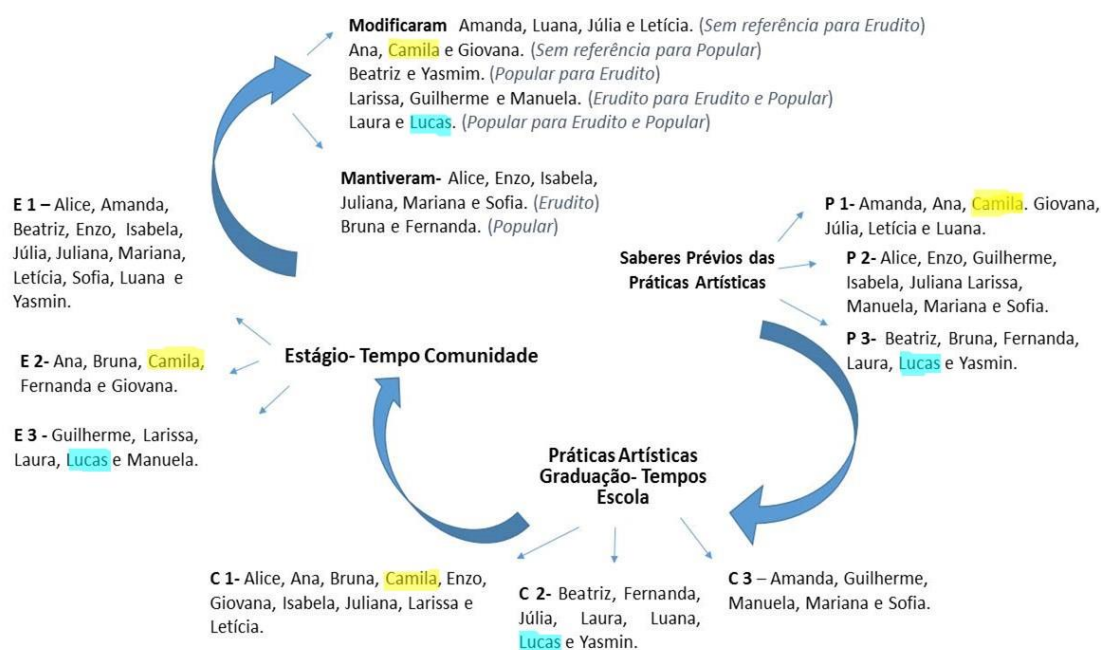 Modificaram Amanda, Luana, Júlia e Letícia. (Sem referência para Erudito)
Ana, Camila e Giovana. (Sem referência para Popular)
Beatriz e Yasmim. (Popular para Erudito)
Larissa, Guilherme e Manuela. (Erudito para Erudito e Popular)
Laura e Lucas. (Popular para Erudito e Popular)
Mantiveram- Alice, Enzo, Isabela,
Juliana, Mariana e Sofia. (Erudito)
Bruna e Fernanda. (Popular)
Saberes Prévios das
Práticas Artísticas
P 1- Amanda, Ana, Camila. Giovana,
Júlia, Letícia e Luana.
P 2- Alice, Enzo, Guilherme,
Isabela, Juliana Larissa,
Manuela, Mariana e Sofia.
P 3- Beatriz, Bruna, Fernanda,
Laura, Lucas e Yasmin.
Práticas Artísticas
Graduação- Tempos
Escola
C 1- Alice, Ana, Bruna, Camila, Enzo,
Giovana, Isabela, Juliana, Larissa e
Letícia.
C 2- Beatriz, Fernanda,
Júlia, Laura, Luana,
Lucas e Yasmin.
C 3 – Amanda, Guilherme,
Manuela, Mariana e Sofia.
Estágio- Tempo Comunidade
E 1 – Alice, Amanda,
Beatriz, Enzo, Isabela,
Júlia, Juliana, Mariana,
Letícia, Sofia, Luana e
Yasmin.
E 2- Ana, Bruna, Camila,
Fernanda e Giovana.
E 3 - Guilherme, Larissa,
Laura, Lucas e Manuela.